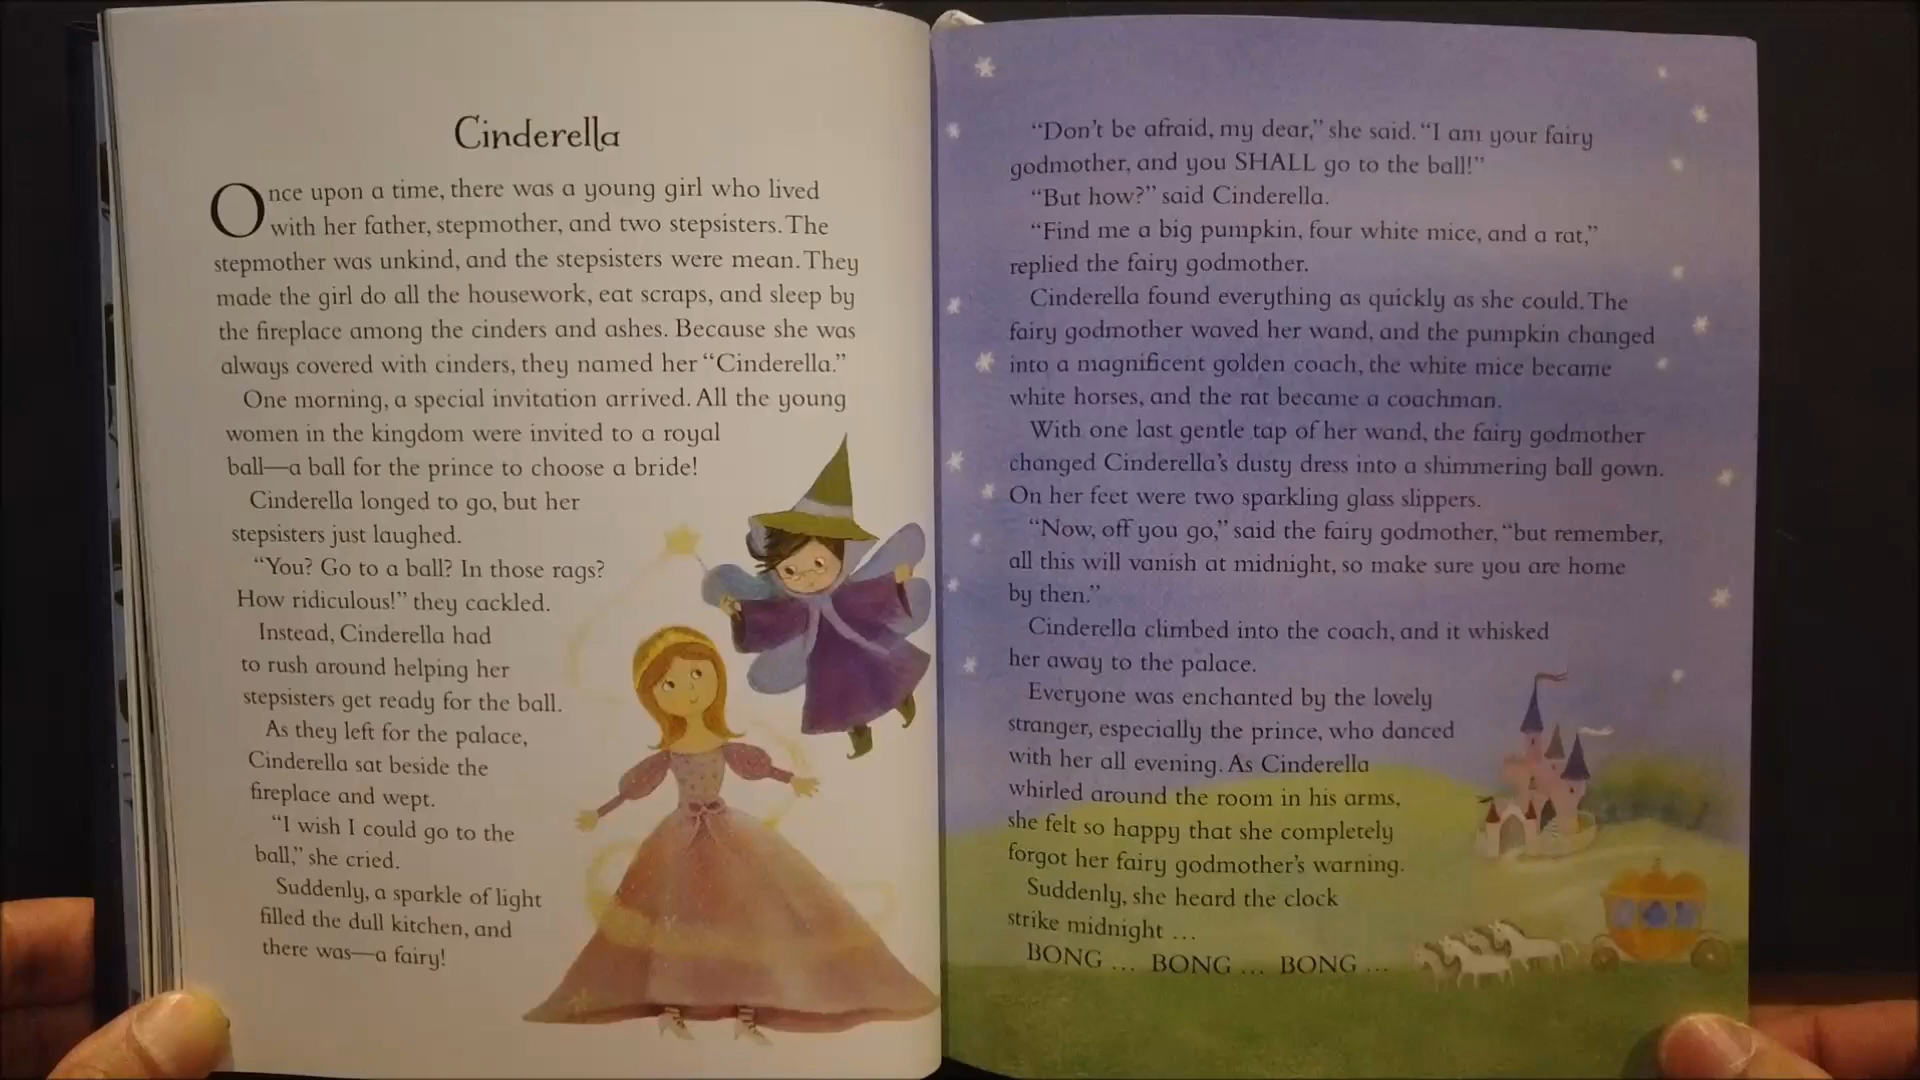 Cinderella
Once upon a time, there was a young girl who lived
with her father, stepmother, and two stepsisters. The
stepmother was unkind, and the stepsisters were mean. They
made the girl do all the housework, eat scraps, and sleep by
the fireplace among the cinders and ashes. Because she was
always covered with cinders, they named her “Cinderella.”
One morning, a special invitation arrived. All the young
women in the kingdom were invited to a royal
ball—a ball for the prince to choose a bride!
Cinderella longed to go, but her
stepsisters just laughed.
“You? Go to a ball? In those rags?
How ridiculous!” they cackled.
Instead, Cinderella had
to rush around helping her
stepsisters get ready for the ball.
As they left for the palace,
Cinderella sat beside the
fireplace and wept.
“I wish I could go to the
ball,” she cried.
Suddenly, a sparkle of light
filled the dull kitchen, and
there was—a fairy!
“Don’t be afraid, my dear,” she said. “I am your fairy
godmother, and you SHALL go to the ball!”
“But how?” said Cinderella.
“Find me a big pumpkin, four white mice, and a rat,”
replied the fairy godmother.
Cinderella found everything as quickly as she could. The
fairy godmother waved her wand, and the pumpkin changed
into a magnificent golden coach, the white mice became
white horses, and the rat became a coachman.
With one last gentle tap of her wand, the fairy godmother
changed Cinderella’s dusty dress into a shimmering ball gown.
On her feet were two sparkling glass slippers.
“Now, off you go,” said the fairy godmother, “but remember,
all this will vanish at midnight, so make sure you are home
by then.”
Cinderella climbed into the coach, and it whisked
her away to the palace.
Everyone was enchanted by the lovely
stranger, especially the prince, who danced
with her all evening. As Cinderella
whirled around the room in his arms,
she felt so happy that she completely
forgot her fairy godmother’s warning.
Suddenly, she heard the clock
strike midnight ...
BONG ... BONG ... BONG ...